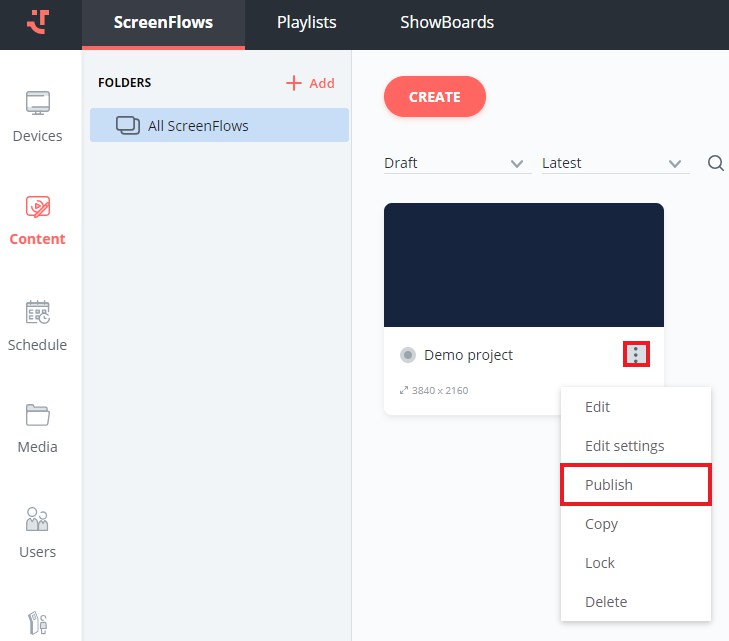 ScreenFlows
Playlists
ShowBoards
Devices
Content
Schedule
Media
Users
FOLDERS
Add
All ScreenFlows
CREATE
Draft
Latest
Demo project
3840 x 2160
Edit
Edit settings
Publish
Copy
Lock
Delete